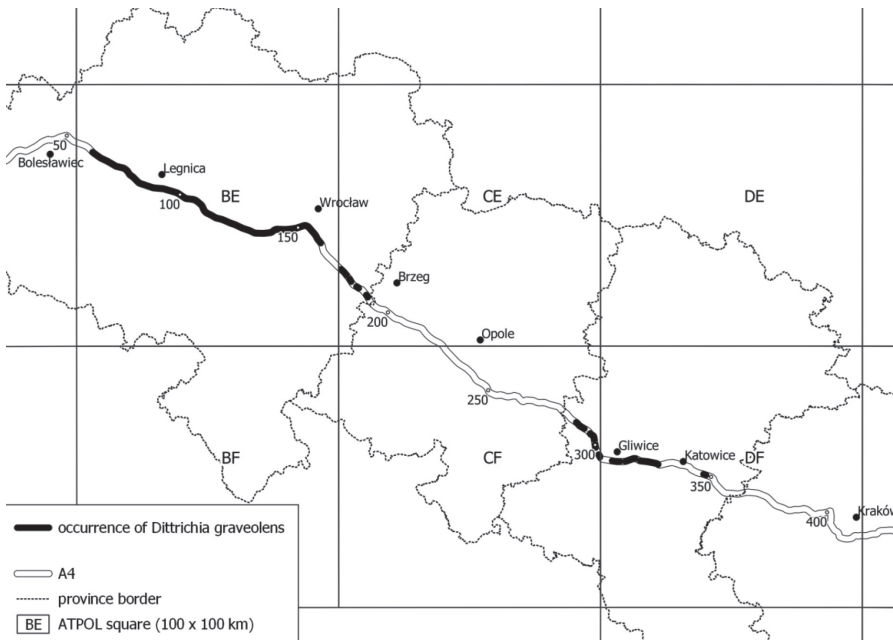 50
Bolesławiec
Legnica
100
BE
Wrocław
150
CE
DE
Brzeg
200
Opole
250
BF
CF
300
Gliwice
Katowice
DF
350
400
Kraków
occurrence of Dittrichia graveolens
A4
province border
BE ATPOL square (100 x 100 km)